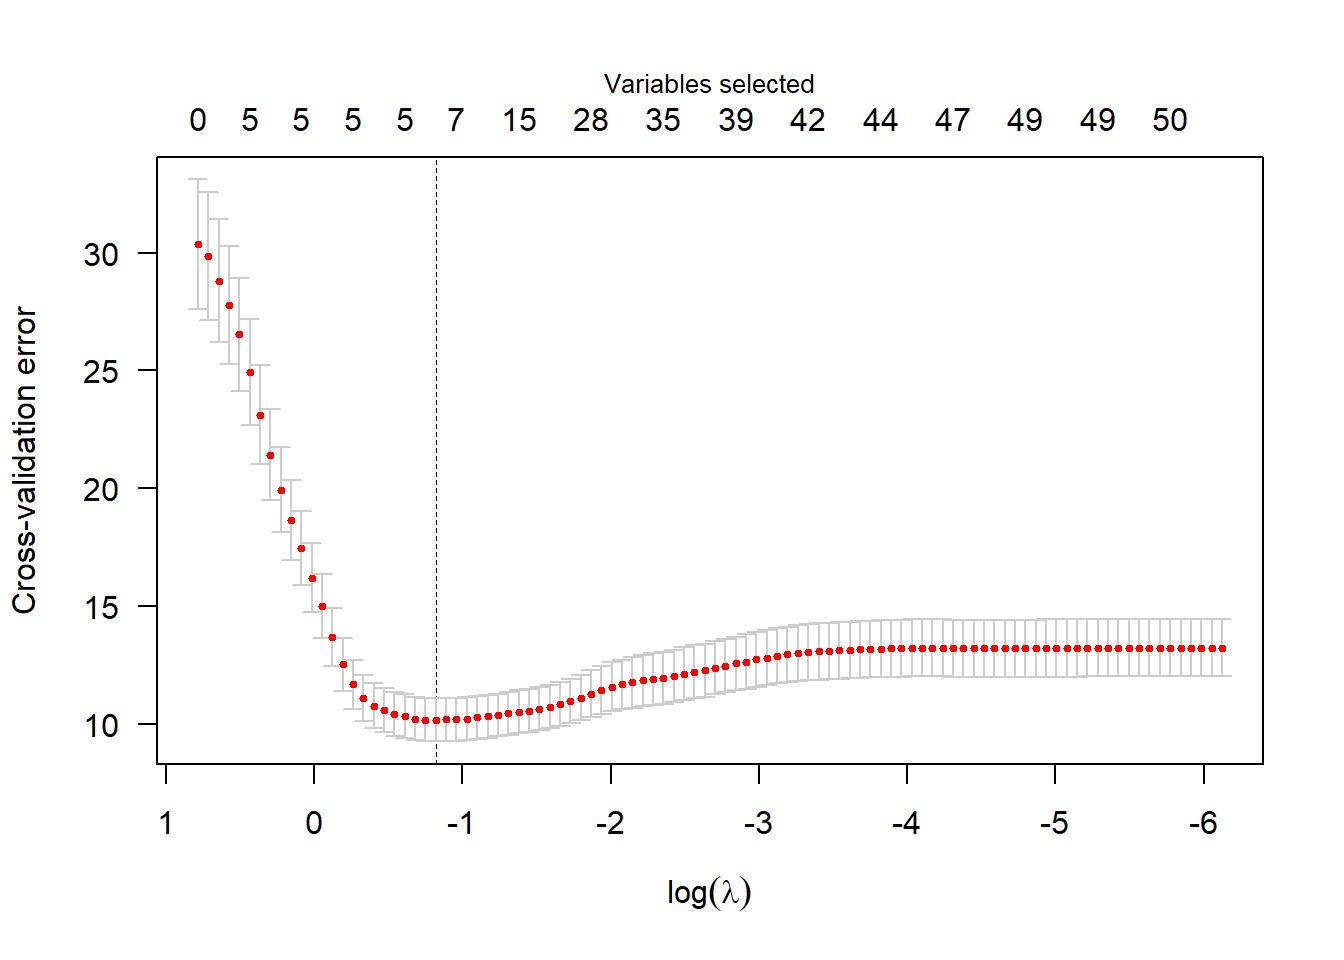 Variables selected
0 5 5 5 5 7 15 28 35 39 42 44 47 49 49 50
30
25
20
15
10
Cross-validation error
1 0 -1 -2 -3 -4 -5 -6
log(λ)